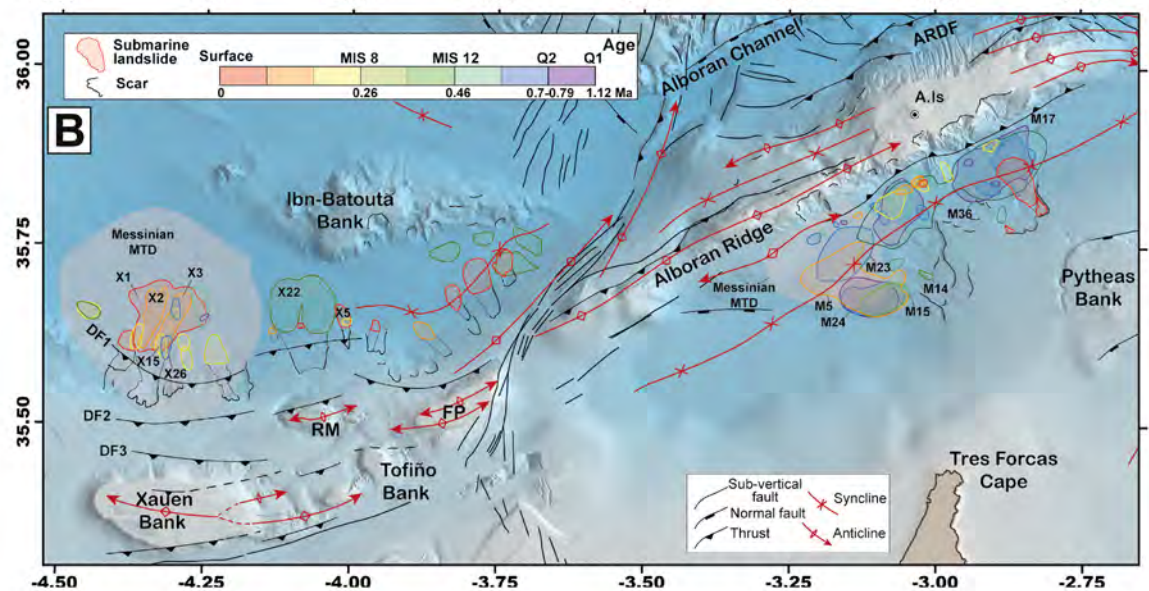 36.00
35.75
35.50
Submarine
landslide
Scar
Age
Surface
MIS 8
MIS 12
Q2
Q1
0
0.26
0.46
0.7-0.79
1.12 Ma
B
Alboran Channel
ARDF
A.Is
M17
Ibn-Batouta
Bank
Messinian
MTD
X1
X3
X2
X22
X5
DF1
X15
X26
DF2
DF3
RM
FP
Alboran Ridge
M36
M23
M14
M5
M15
M24
Messinian
MTD
Pytheas
Bank
Xauen
Bank
Tofiño
Bank
Tres Forcas
Cape
Sub-vertical
fault
Syncline
Normal fault
Thrust
Anticline
-4.50
-4.25
-4.00
-3.75
-3.50
-3.25
-3.00
-2.75